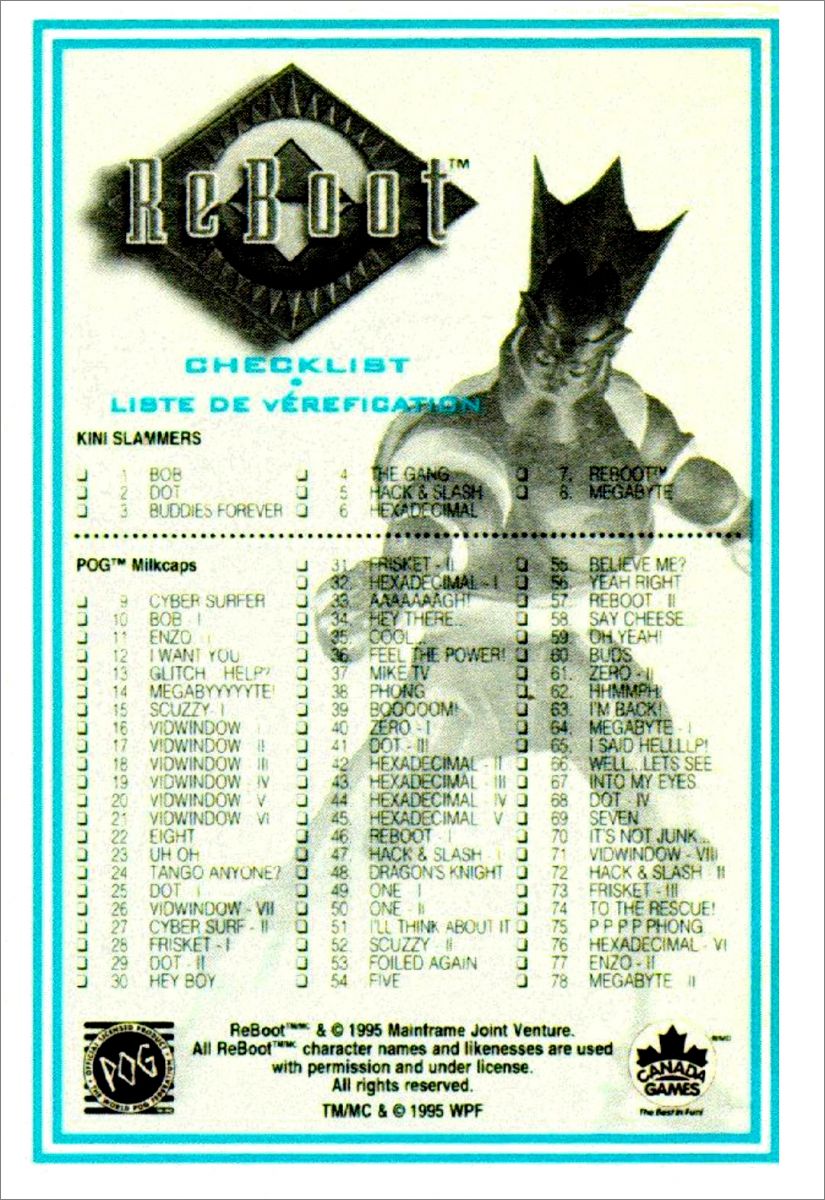 ReBoot™
CHECKLIST
•
LISTE DE VÉREFICATION
KINI SLAMMERS
1 BOB
2 DOT
3 BUDDIES FOREVER
4 THE GANG
5 HACK & SLASH
6 HEXADECIMAL
7. REBOOT™
8. MEGABYTE
POG™ Milkcaps
9 CYBER SURFER
10 BOB - I
11 ENZO I
12 I WANT YOU
13 GLITCH HELP?
14 MEGABYYYYYTE!
15 SCUZZY - I
16 VIDWINDOW I
17 VIDWINDOW II
18 VIDWINDOW III
19 VIDWINDOW - IV
20 VIDWINDOW - V
21 VIDWINDOW VI
22 EIGHT
23 UH OH
24 TANGO ANYONE?
25 DOT I
26 VIDWINDOW - VII
27 CYBER SURF - II
28 FRISKET - I
29 DOT - II
30 HEY BOY
31. FRISKET - II
32. HEXADECIMAL - I
33. AAAAAAAGH!
34. HEY THERE..
35. COOL...
36. FEEL THE POWER!
37 MIKE TV
38 PHONG
39 BOOOOOM!
40 ZERO - I
41 DOT - III
42 HEXADECIMAL - II
43. HEXADECIMAL - III
44 HEXADECIMAL IV
45. HEXADECIMAL V
46. REBOOT - I
47. HACK & SLASH - I
48. DRAGON'S KNIGHT
49 ONE I
50 ONE - II
51 I'LL THINK ABOUT IT
52. SCUZZY - II
53 FOILED AGAIN
54 FIVE
55. BELIEVE ME?
56. YEAH RIGHT
57. REBOOT - II
58. SAY CHEESE...
59. OH YEAH!
60 BUDS
61. ZERO - II
62. HHMMPH!
63. I'M BACK!
64. MEGABYTE - I
65. I SAID HELLLLP!
66 WELL...LETS SEE
67 INTO MY EYES
68 DOT - IV
69 SEVEN
70 IT'S NOT JUNK...
71 VIDWINDOW - VIII
72 HACK & SLASH - II
73 FRISKET - III
74 TO THE RESCUE!
75 P P P P PHONG
76 HEXADECIMAL - VI
77 ENZO - II
78 MEGABYTE II
OFFICIAL LICENSED PRODUCT
POG
THE WORLD POG FEDERATION
ReBoot™/MC & © 1995 Mainframe Joint Venture.
All ReBoot™/MC character names and likenesses are used
with permission and under license.
All rights reserved.
TM/MC & © 1995 WPF
CANADA
GAMES
The Best in Fun!